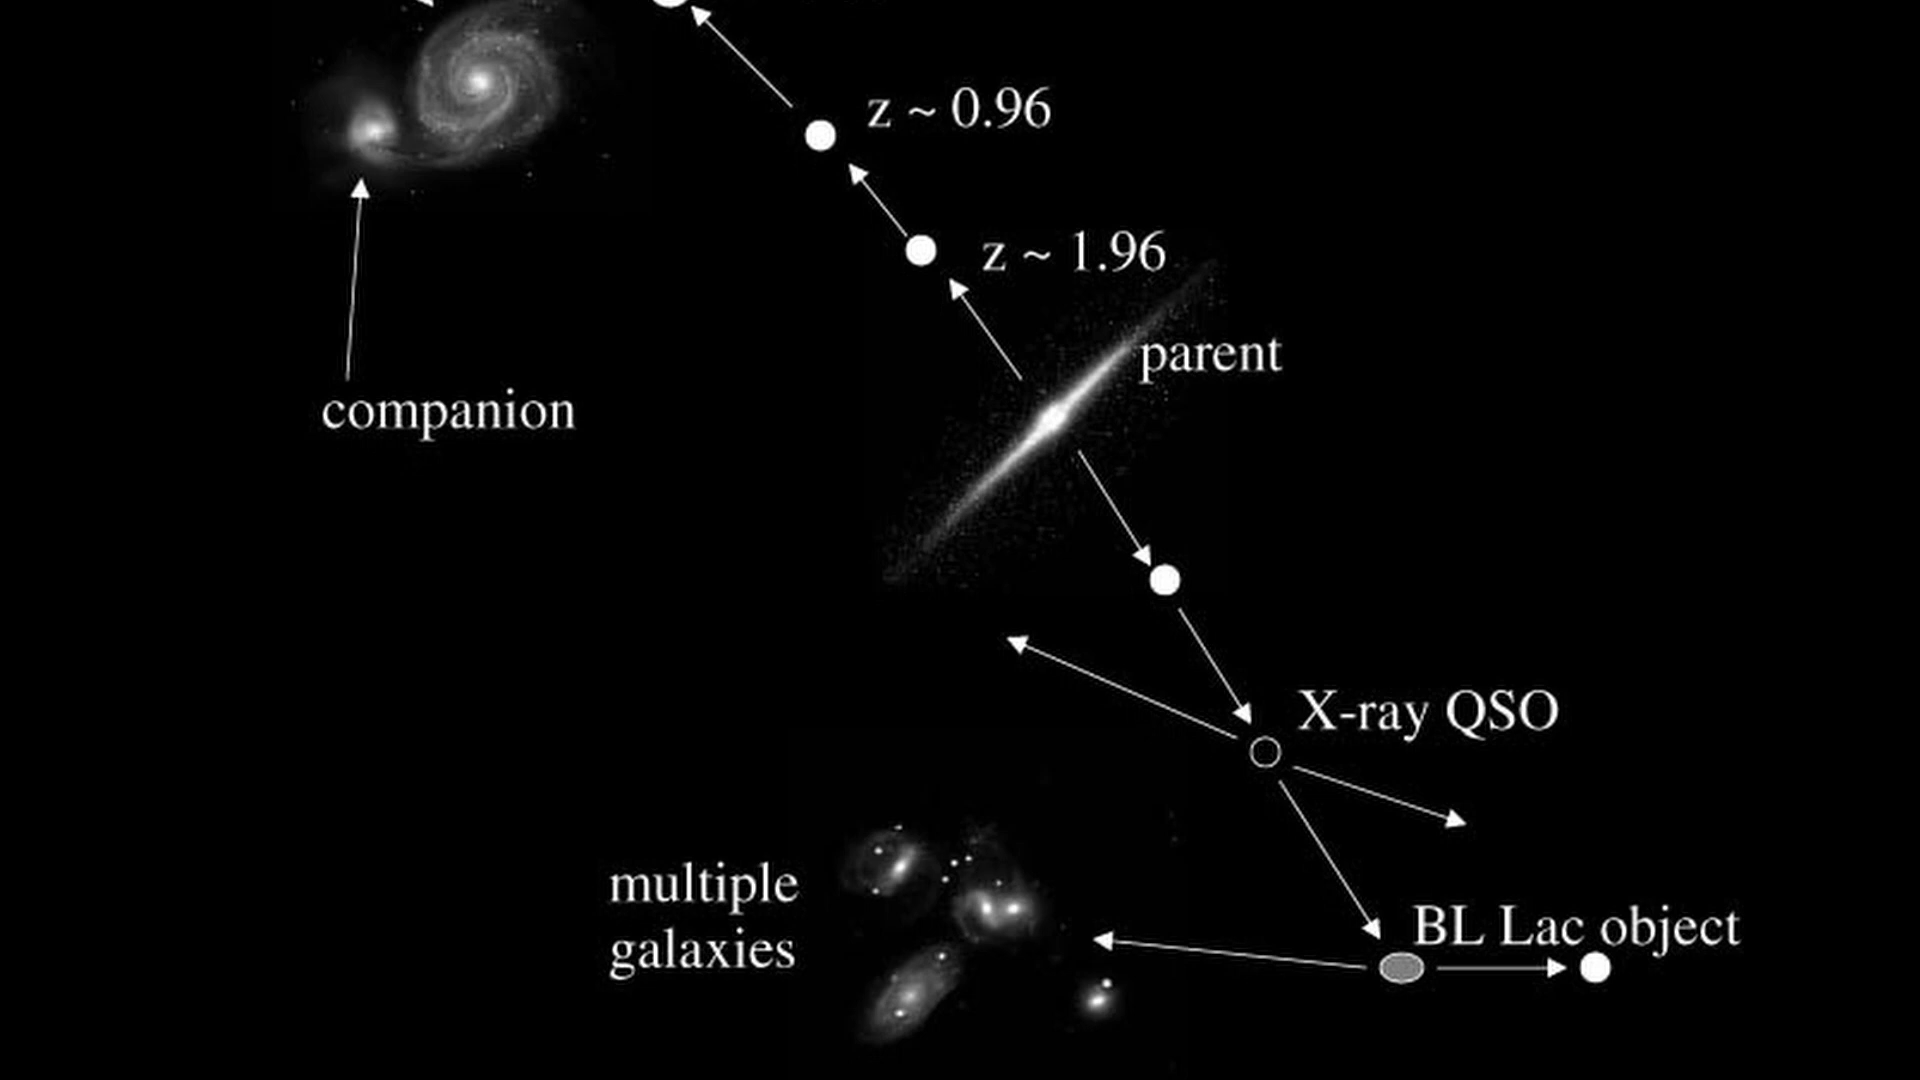 z ~ 0.96
z ~ 1.96
parent
companion
X-ray QSO
multiple
galaxies
BL Lac object